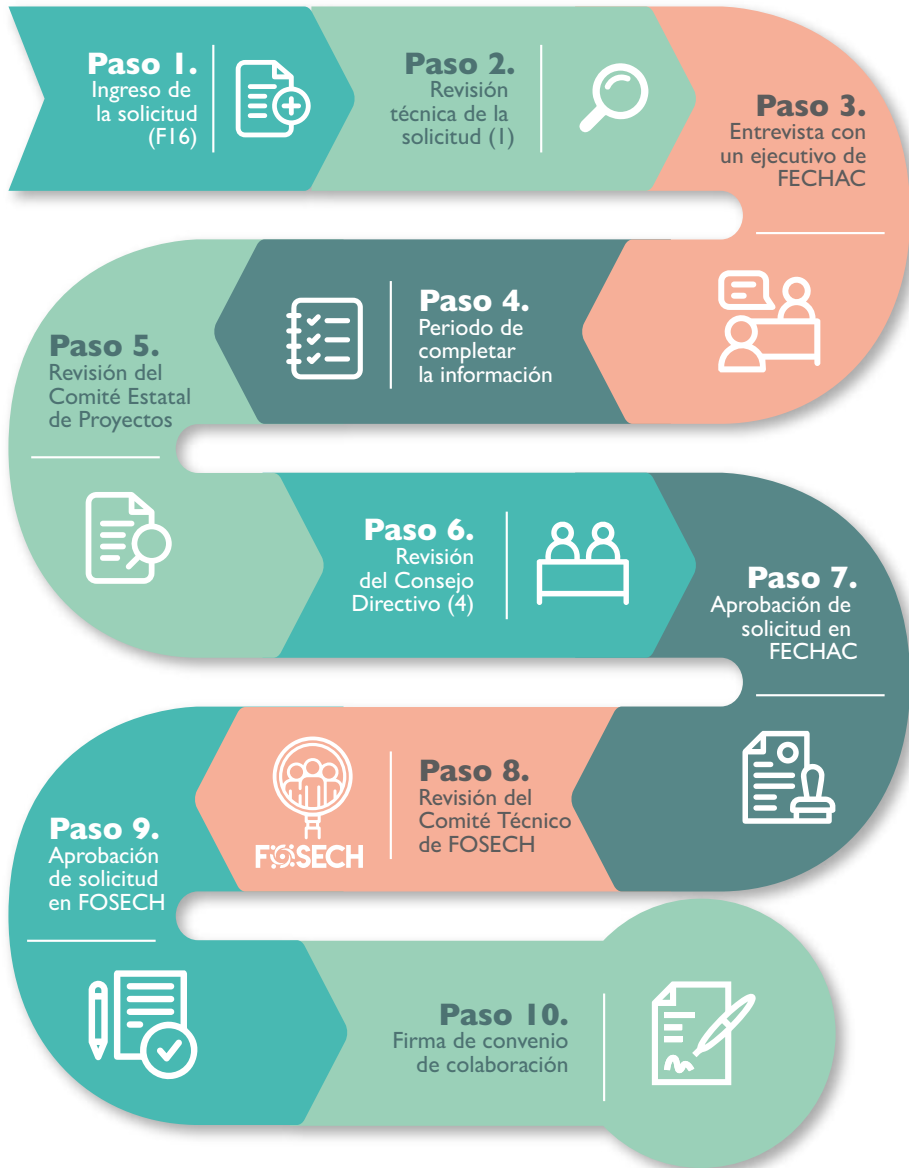 Paso 1.
Ingreso de
la solicitud
(F16)
Paso 2.
Revisión
técnica de la
solicitud (1)
Paso 3.
Entrevista con
un ejecutivo de
FECHAC
Paso 4.
Periodo de
completar
la información
Paso 5.
Revisión del
Comité Estatal
de Proyectos
Paso 6.
Revisión
del Consejo
Directivo (4)
Paso 7.
Aprobación de
solicitud en
FECHAC
Paso 8.
Revisión del
Comité Técnico
de FOSECH
FOSECH
Paso 9.
Aprobación
de solicitud
en FOSECH
Paso 10.
Firma de convenio
de colaboración